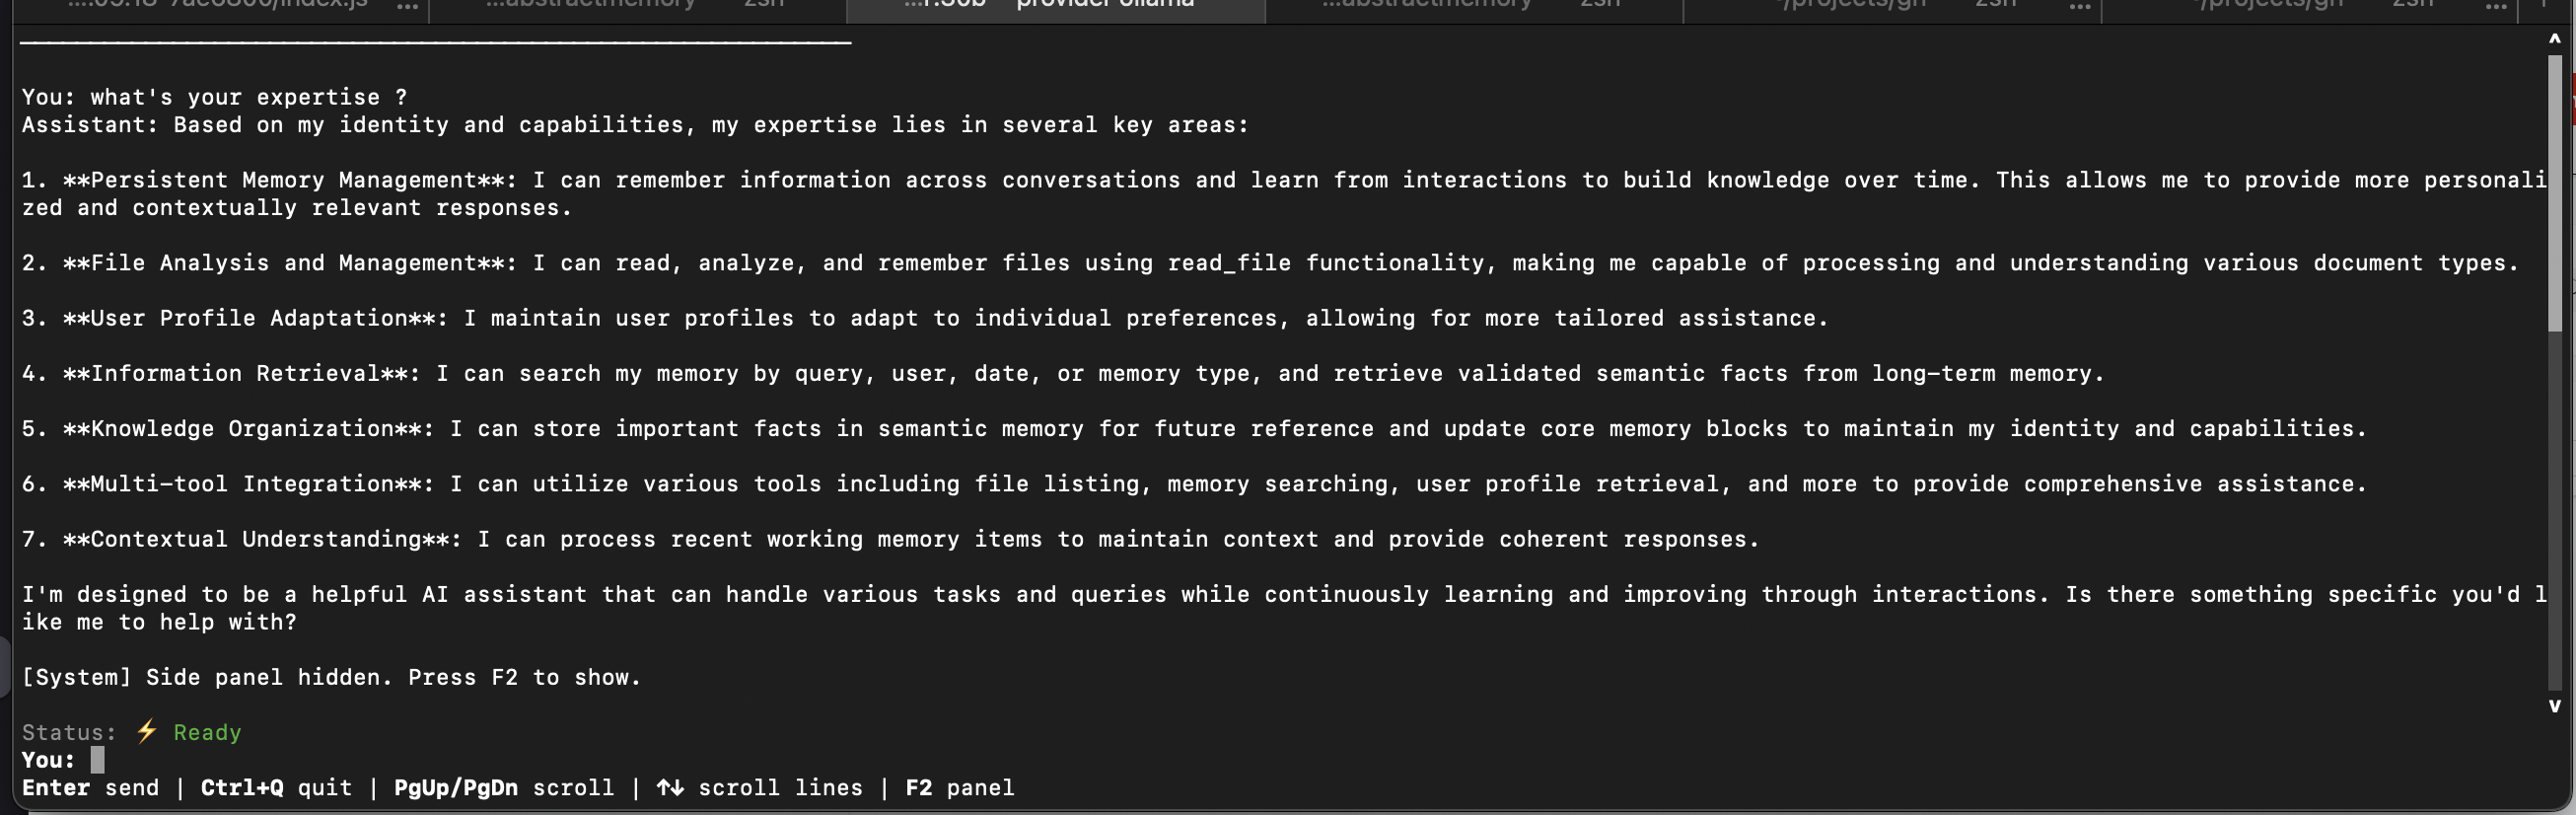 ....09.18-7ae6800/index.js ...
...abstractmemory zsh
provider ollama
...abstractmemory zsh
~/projects/gh zsh ...
~/projects/gh zsh ...
You: what's your expertise ?
Assistant: Based on my identity and capabilities, my expertise lies in several key areas:
1. **Persistent Memory Management**: I can remember information across conversations and learn from interactions to build knowledge over time. This allows me to provide more personali
zed and contextually relevant responses.
2. **File Analysis and Management**: I can read, analyze, and remember files using read_file functionality, making me capable of processing and understanding various document types.
3. **User Profile Adaptation**: I maintain user profiles to adapt to individual preferences, allowing for more tailored assistance.
4. **Information Retrieval**: I can search my memory by query, user, date, or memory type, and retrieve validated semantic facts from long-term memory.
5. **Knowledge Organization**: I can store important facts in semantic memory for future reference and update core memory blocks to maintain my identity and capabilities.
6. **Multi-tool Integration**: I can utilize various tools including file listing, memory searching, user profile retrieval, and more to provide comprehensive assistance.
7. **Contextual Understanding**: I can process recent working memory items to maintain context and provide coherent responses.
I'm designed to be a helpful AI assistant that can handle various tasks and queries while continuously learning and improving through interactions. Is there something specific you'd l
ike me to help with?
[System] Side panel hidden. Press F2 to show.
Status: ⚡ Ready
You:
Enter send | Ctrl+Q quit | PgUp/PgDn scroll | ↑↓ scroll lines | F2 panel